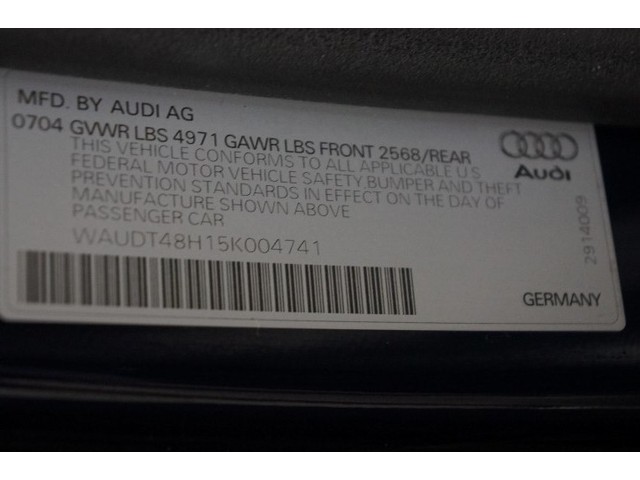 MFD. BY AUDI AG
0704 GVWR LBS 4971 GAWR LBS FRONT 2568/REAR
THIS VEHICLE CONFORMS TO ALL APPLICABLE U S
FEDERAL MOTOR VEHICLE SAFETY, BUMPER AND THEFT
PREVENTION STANDARDS IN EFFECT ON THE DAY OF
MANUFACTURE SHOWN ABOVE
PASSENGER CAR
WAUDT48H15K004741
Audi
2914D09
GERMANY